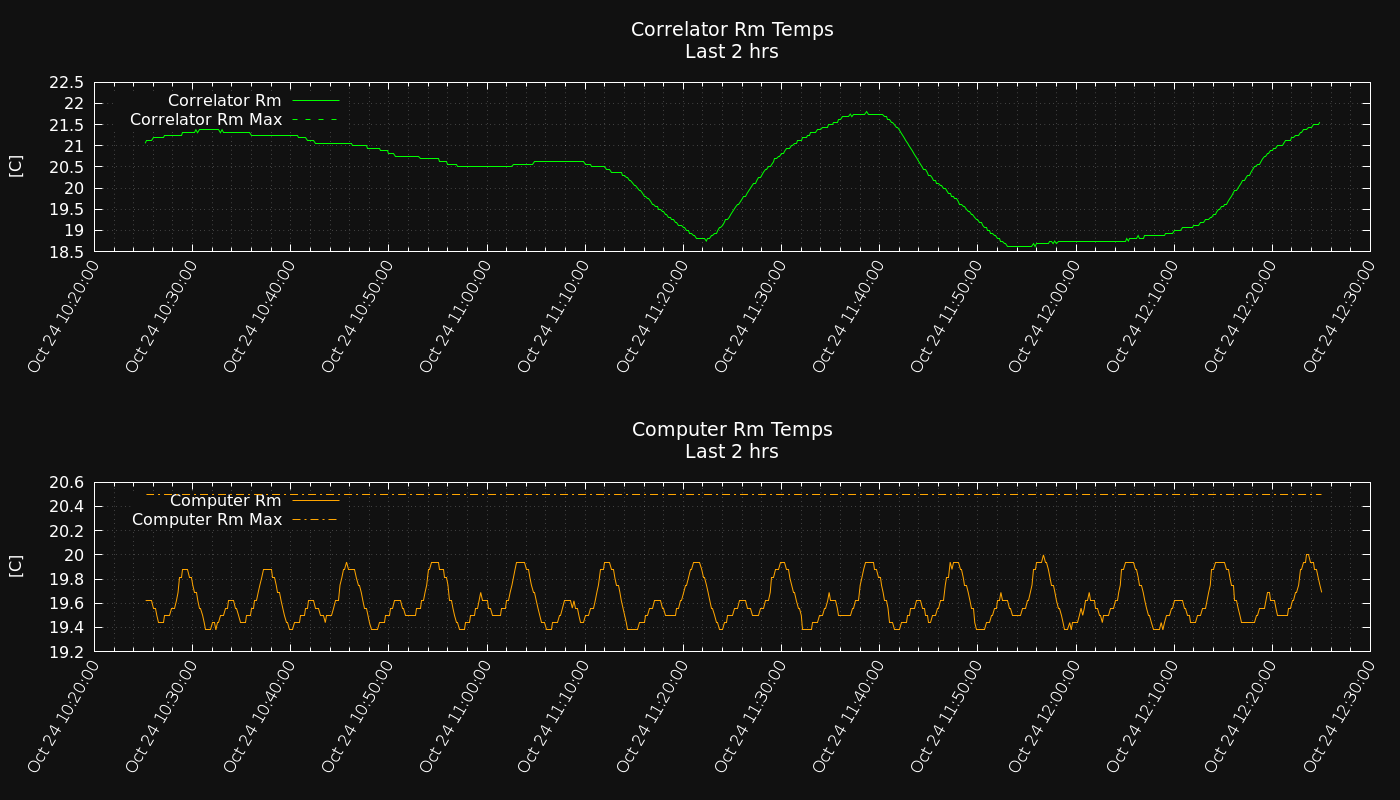 Correlator Rm Temps
Last 2 hrs
22.5
22
21.5
21
20.5
20
19.5
19
18.5
[C]
Correlator Rm
Correlator Rm Max
Oct 24 10:20:00
Oct 24 10:30:00
Oct 24 10:40:00
Oct 24 10:50:00
Oct 24 11:00:00
Oct 24 11:10:00
Oct 24 11:20:00
Oct 24 11:30:00
Oct 24 11:40:00
Oct 24 11:50:00
Oct 24 12:00:00
Oct 24 12:10:00
Oct 24 12:20:00
Oct 24 12:30:00
Computer Rm Temps
Last 2 hrs
20.6
20.4
20.2
20
19.8
19.6
19.4
19.2
[C]
Computer Rm
Computer Rm Max
Oct 24 10:20:00
Oct 24 10:30:00
Oct 24 10:40:00
Oct 24 10:50:00
Oct 24 11:00:00
Oct 24 11:10:00
Oct 24 11:20:00
Oct 24 11:30:00
Oct 24 11:40:00
Oct 24 11:50:00
Oct 24 12:00:00
Oct 24 12:10:00
Oct 24 12:20:00
Oct 24 12:30:00